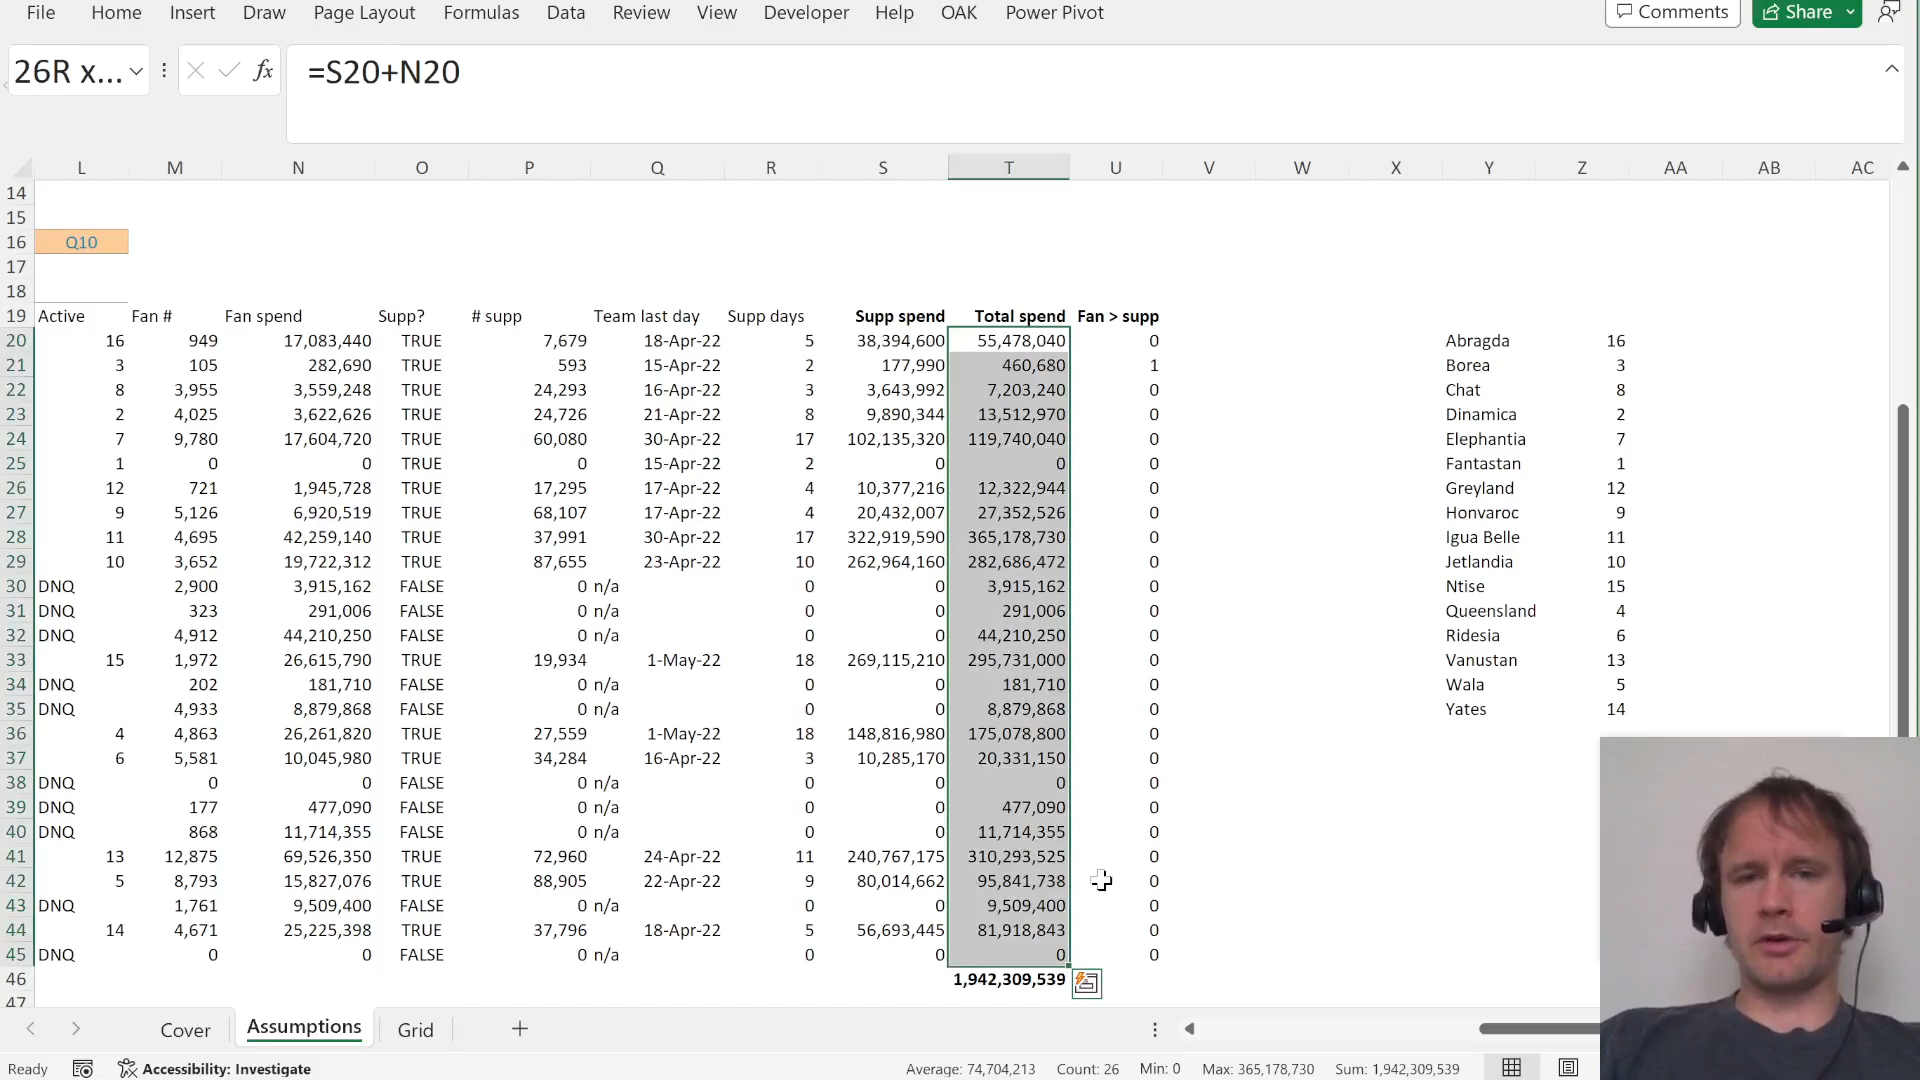 File Home Insert Draw Page Layout Formulas Data Review View Developer Help OAK Power Pivot Comments Share
26R x... fx =S20+N20
L M N O P Q R S T U V W X Y Z AA AB AC
14
15
16 Q10
17
18
19 Active Fan # Fan spend Supp? # supp Team last day Supp days Supp spend Total spend Fan > supp
20 16 949 17,083,440 TRUE 7,679 18-Apr-22 5 38,394,600 55,478,040 0 Abragda 16
21 3 105 282,690 TRUE 593 15-Apr-22 2 177,990 460,680 1 Borea 3
22 8 3,955 3,559,248 TRUE 24,293 16-Apr-22 3 3,643,992 7,203,240 0 Chat 8
23 2 4,025 3,622,626 TRUE 24,726 21-Apr-22 8 9,890,344 13,512,970 0 Dinamica 2
24 7 9,780 17,604,720 TRUE 60,080 30-Apr-22 17 102,135,320 119,740,040 0 Elephantia 7
25 1 0 0 TRUE 0 15-Apr-22 2 0 0 0 Fantastan 1
26 12 721 1,945,728 TRUE 17,295 17-Apr-22 4 10,377,216 12,322,944 0 Greyland 12
27 9 5,126 6,920,519 TRUE 68,107 17-Apr-22 4 20,432,007 27,352,526 0 Honvaroc 9
28 11 4,695 42,259,140 TRUE 37,991 30-Apr-22 17 322,919,590 365,178,730 0 Igua Belle 11
29 10 3,652 19,722,312 TRUE 87,655 23-Apr-22 10 262,964,160 282,686,472 0 Jetlandia 10
30 DNQ 2,900 3,915,162 FALSE 0 n/a 0 0 3,915,162 0 Ntise 15
31 DNQ 323 291,006 FALSE 0 n/a 0 0 291,006 0 Queensland 4
32 DNQ 4,912 44,210,250 FALSE 0 n/a 0 0 44,210,250 0 Ridesia 6
33 15 1,972 26,615,790 TRUE 19,934 1-May-22 18 269,115,210 295,731,000 0 Vanustan 13
34 DNQ 202 181,710 FALSE 0 n/a 0 0 181,710 0 Wala 5
35 DNQ 4,933 8,879,868 FALSE 0 n/a 0 0 8,879,868 0 Yates 14
36 4 4,863 26,261,820 TRUE 27,559 1-May-22 18 148,816,980 175,078,800 0
37 6 5,581 10,045,980 TRUE 34,284 16-Apr-22 3 10,285,170 20,331,150 0
38 DNQ 0 0 FALSE 0 n/a 0 0 0 0
39 DNQ 177 477,090 FALSE 0 n/a 0 0 477,090 0
40 DNQ 868 11,714,355 FALSE 0 n/a 0 0 11,714,355 0
41 13 12,875 69,526,350 TRUE 72,960 24-Apr-22 11 240,767,175 310,293,525 0
42 5 8,793 15,827,076 TRUE 88,905 22-Apr-22 9 80,014,662 95,841,738 0
43 DNQ 1,761 9,509,400 FALSE 0 n/a 0 0 9,509,400 0
44 14 4,671 25,225,398 TRUE 37,796 18-Apr-22 5 56,693,445 81,918,843 0
45 DNQ 0 0 FALSE 0 n/a 0 0 0 0
46 1,942,309,539
47
Cover Assumptions Grid
Ready Accessibility: Investigate Average: 74,704,213 Count: 26 Min: 0 Max: 365,178,730 Sum: 1,942,309,539